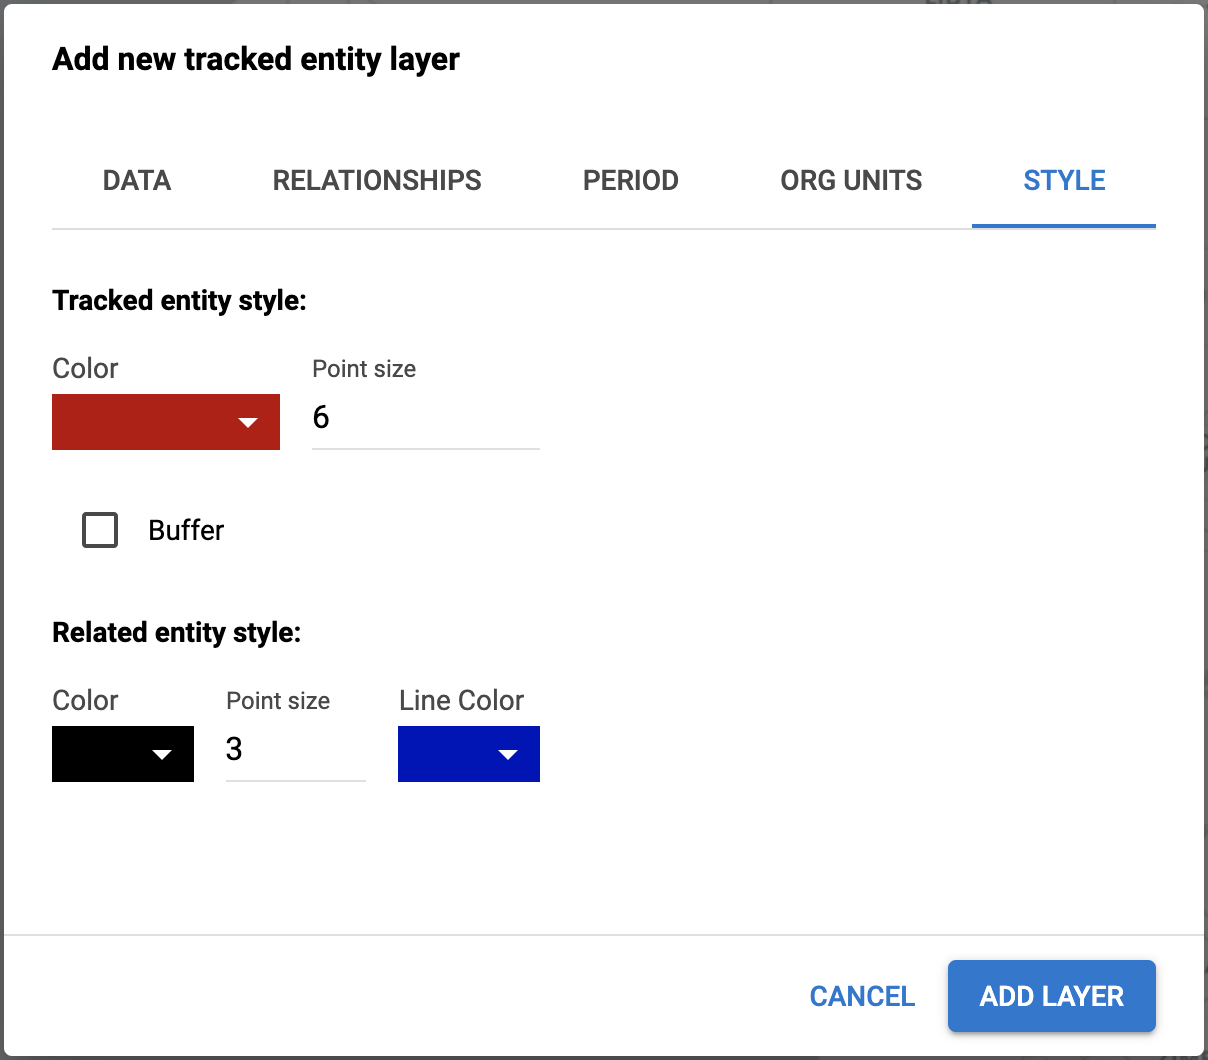 Add new tracked entity layer
DATA RELATIONSHIPS PERIOD ORG UNITS STYLE
Tracked entity style:
Color Point size
6
Buffer
Related entity style:
Color Point size Line Color
3
CANCEL ADD LAYER